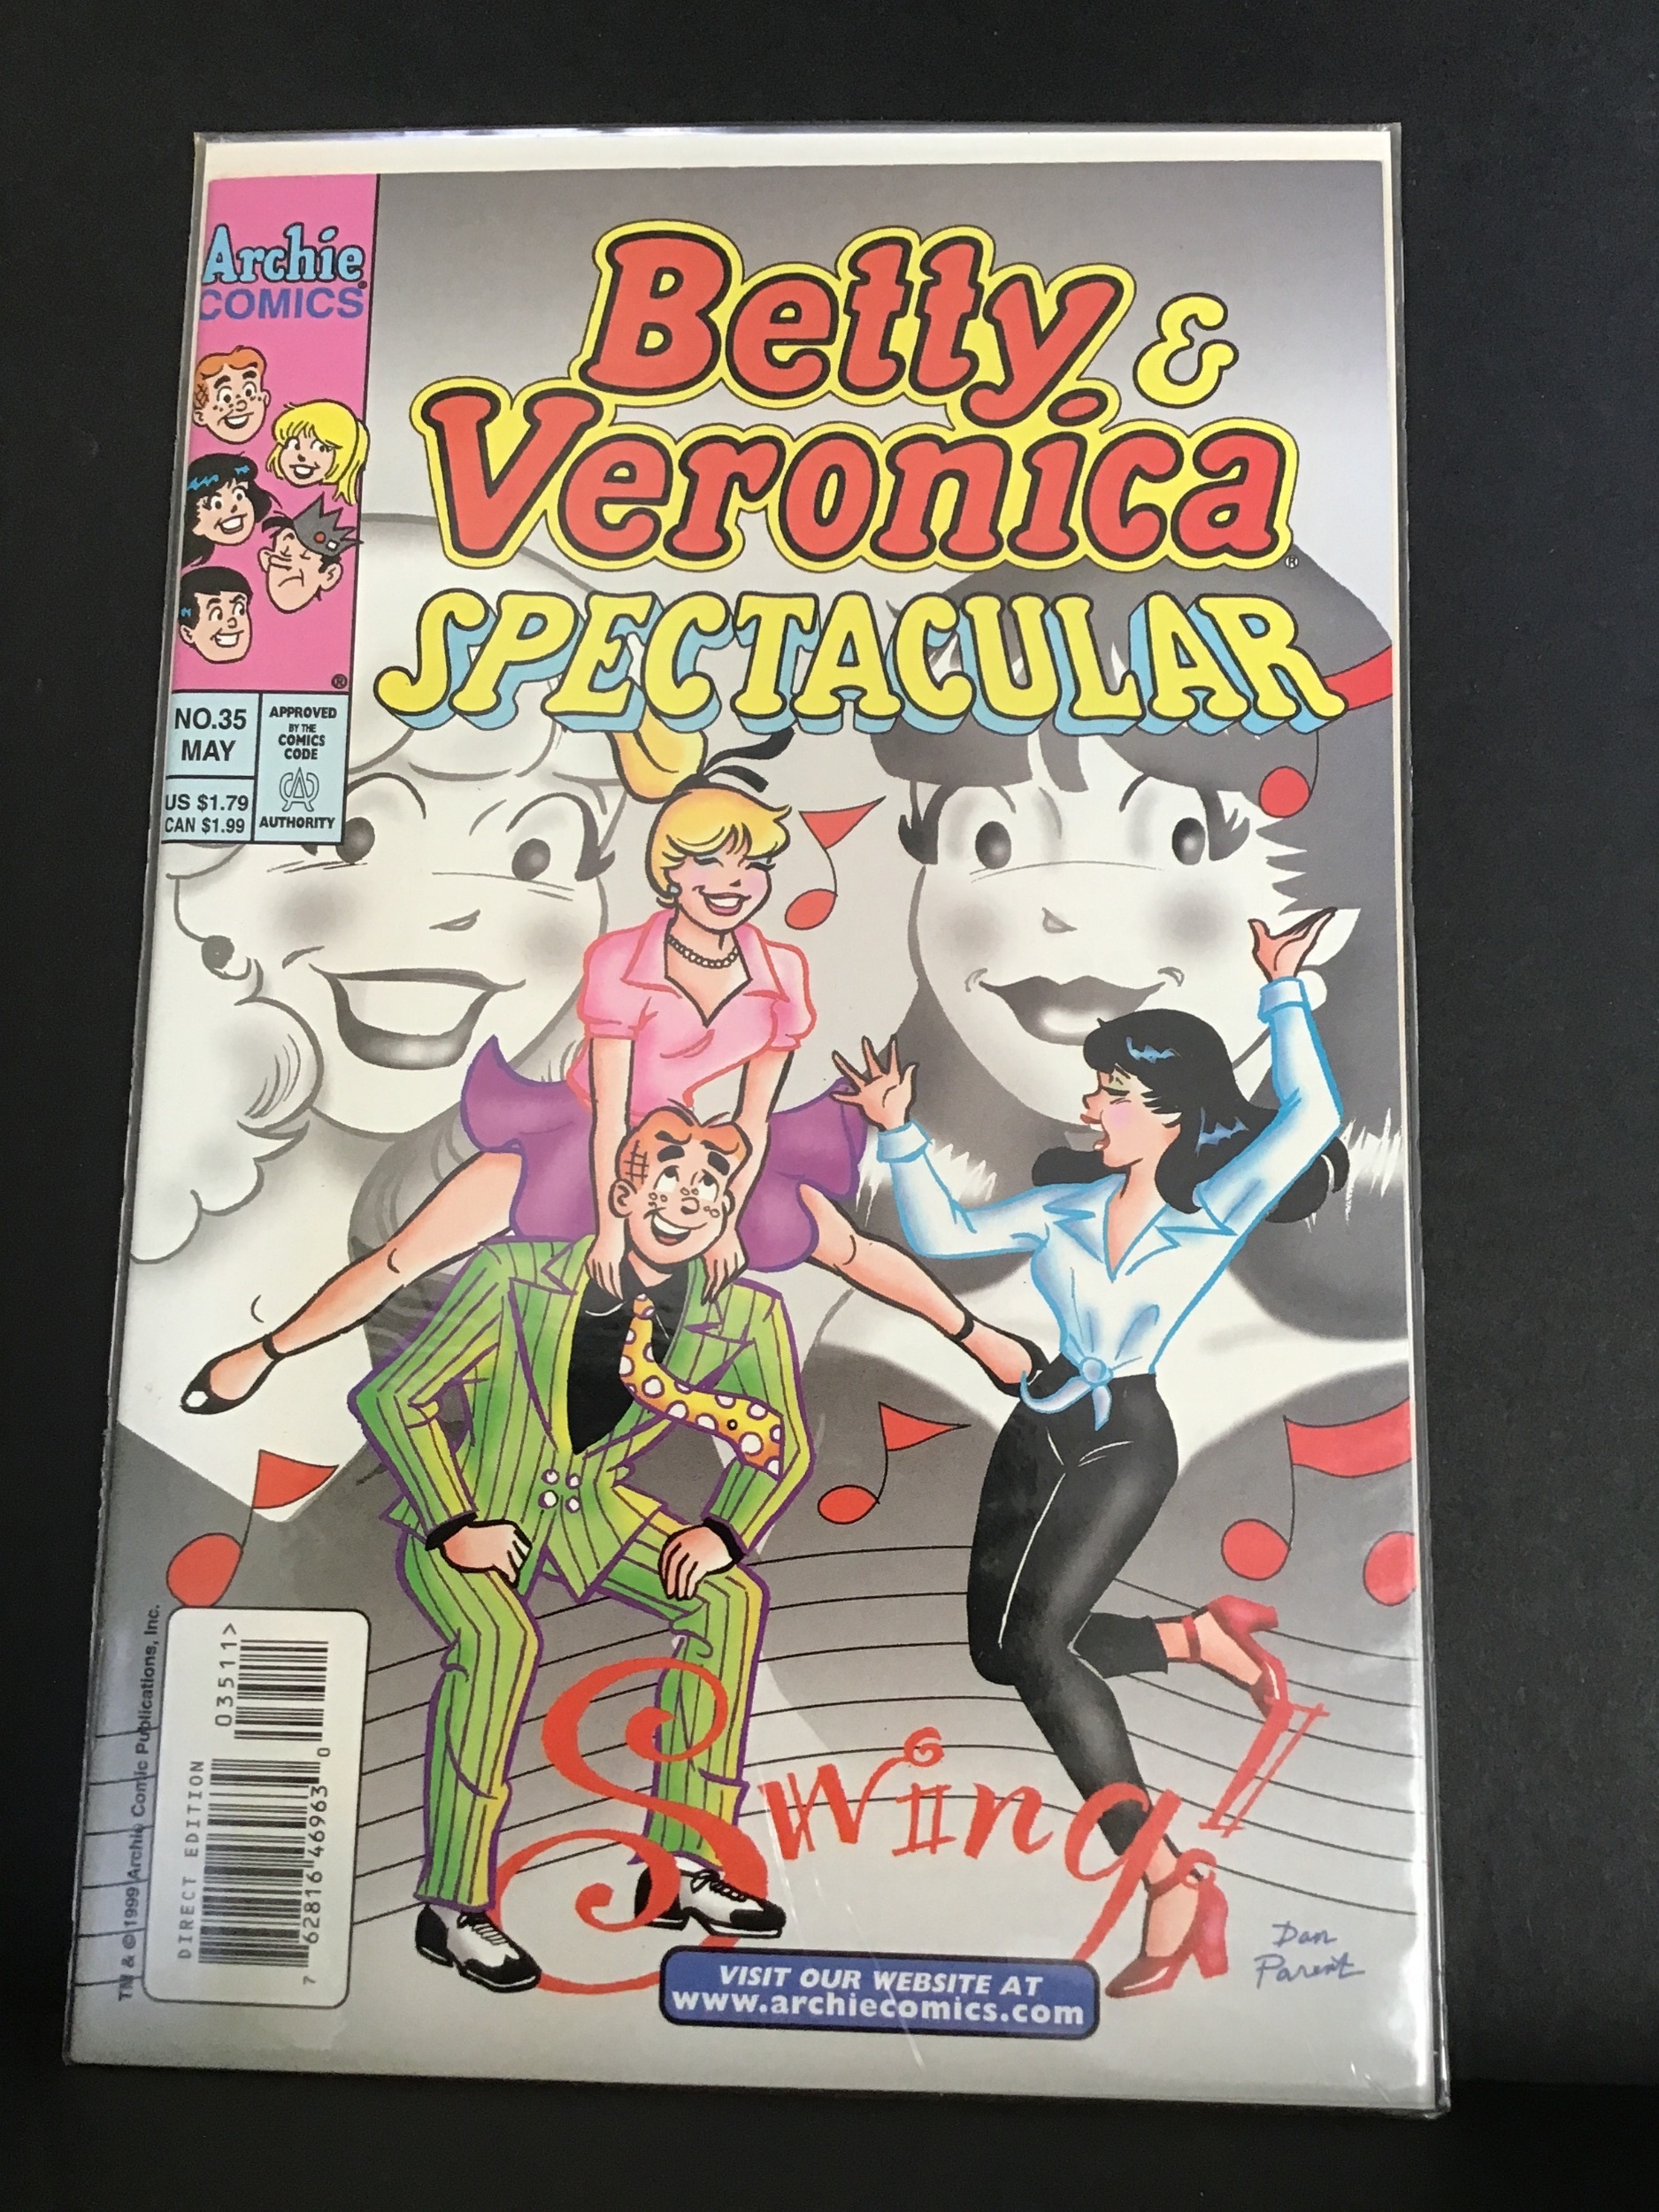 Archie
COMICS
Betty &
Veronica
SPECTACULAR
NO.35
MAY
APPROVED
BY THE
COMICS
CODE
CA
AUTHORITY
US $1.79
CAN $1.99
Swing!
Dan
Parent
VISIT OUR WEBSITE AT
www.archiecomics.com
TM & © 1999 Archie Comic Publications, Inc.
DIRECT EDITION
03511>
7 62816 46963 0